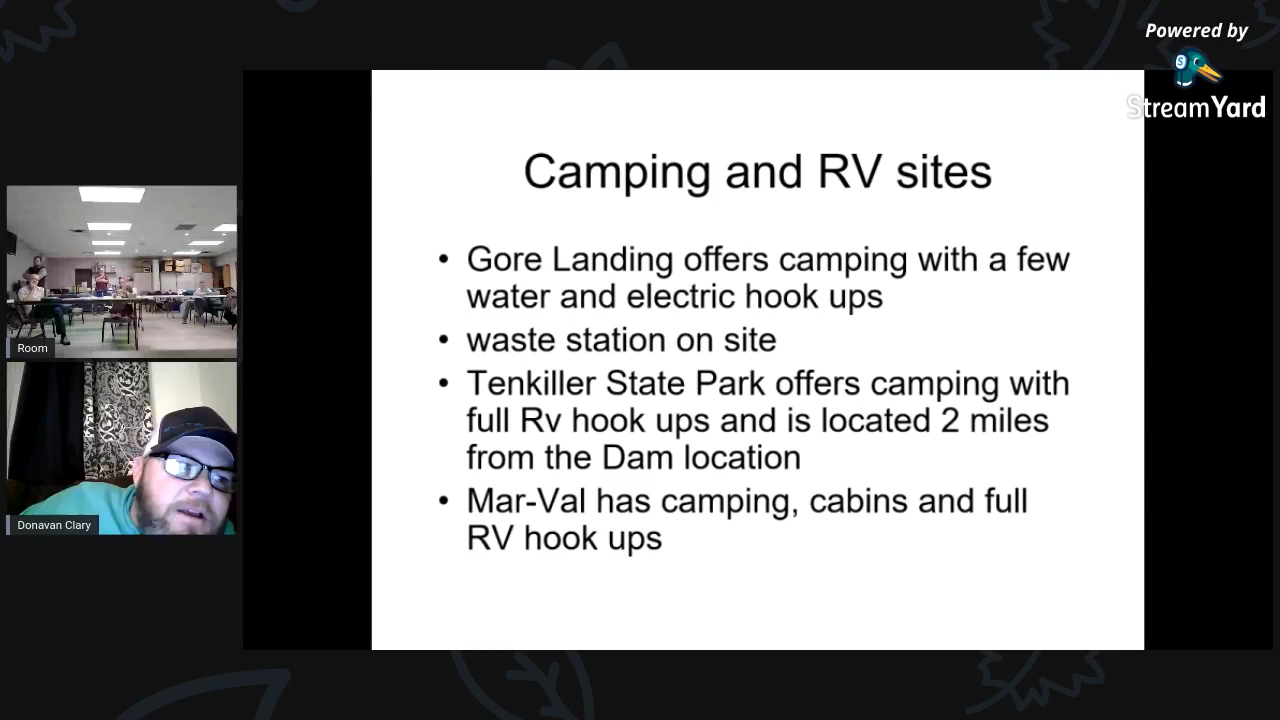 Powered by
StreamYard
Camping and RV sites
• Gore Landing offers camping with a few
water and electric hook ups
• waste station on site
• Tenkiller State Park offers camping with
full Rv hook ups and is located 2 miles
from the Dam location
• Mar-Val has camping, cabins and full
RV hook ups
Room
Donavan Clary